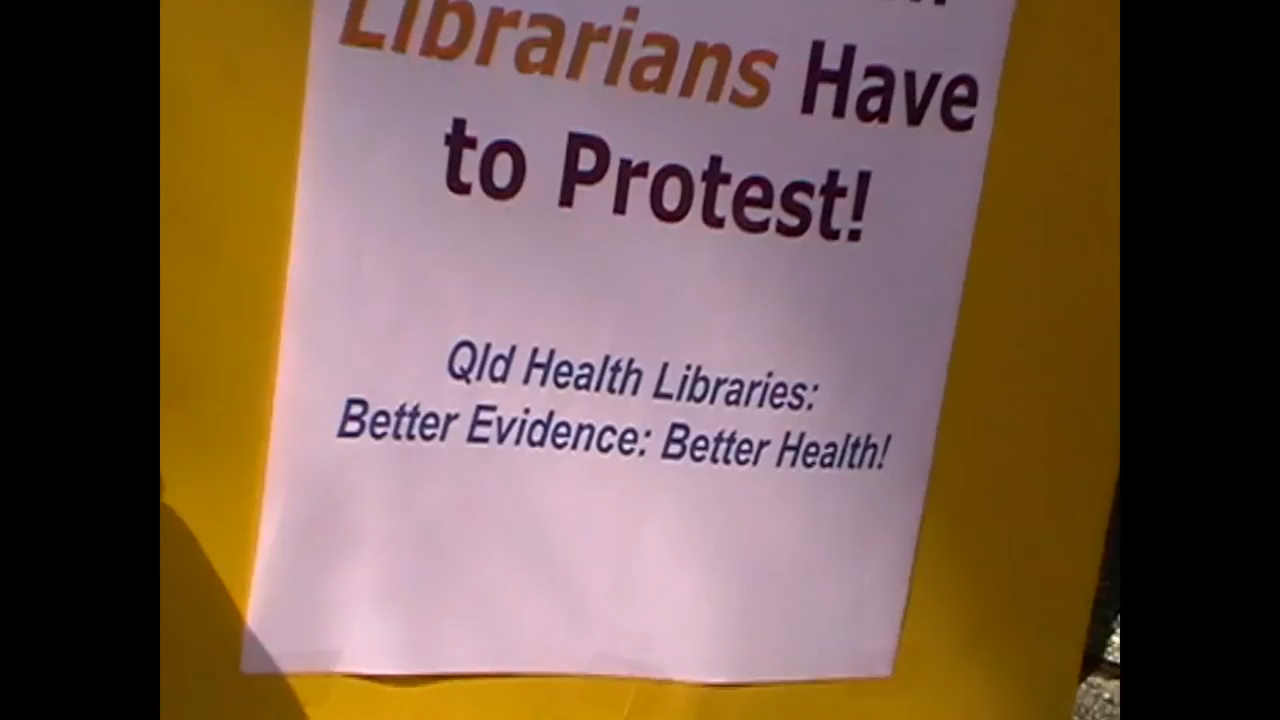 Librarians Have
to Protest!
Qld Health Libraries:
Better Evidence: Better Health!